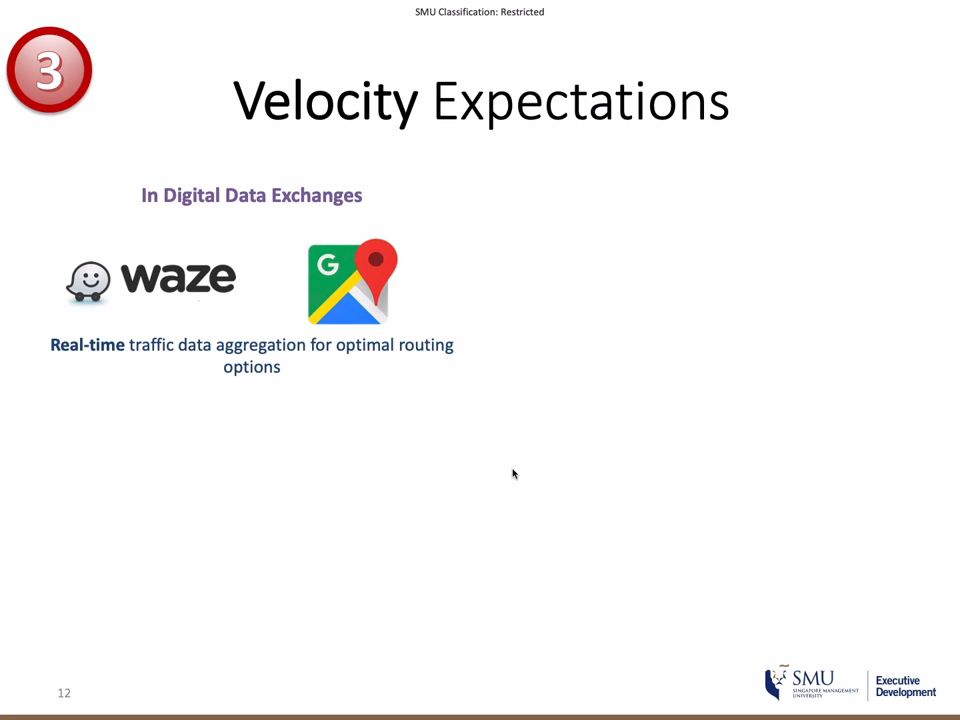 SMU Classification: Restricted
3
Velocity Expectations
In Digital Data Exchanges
waze
G
Real-time traffic data aggregation for optimal routing
options
12
SMU
SINGAPORE MANAGEMENT
UNIVERSITY
Executive
Development